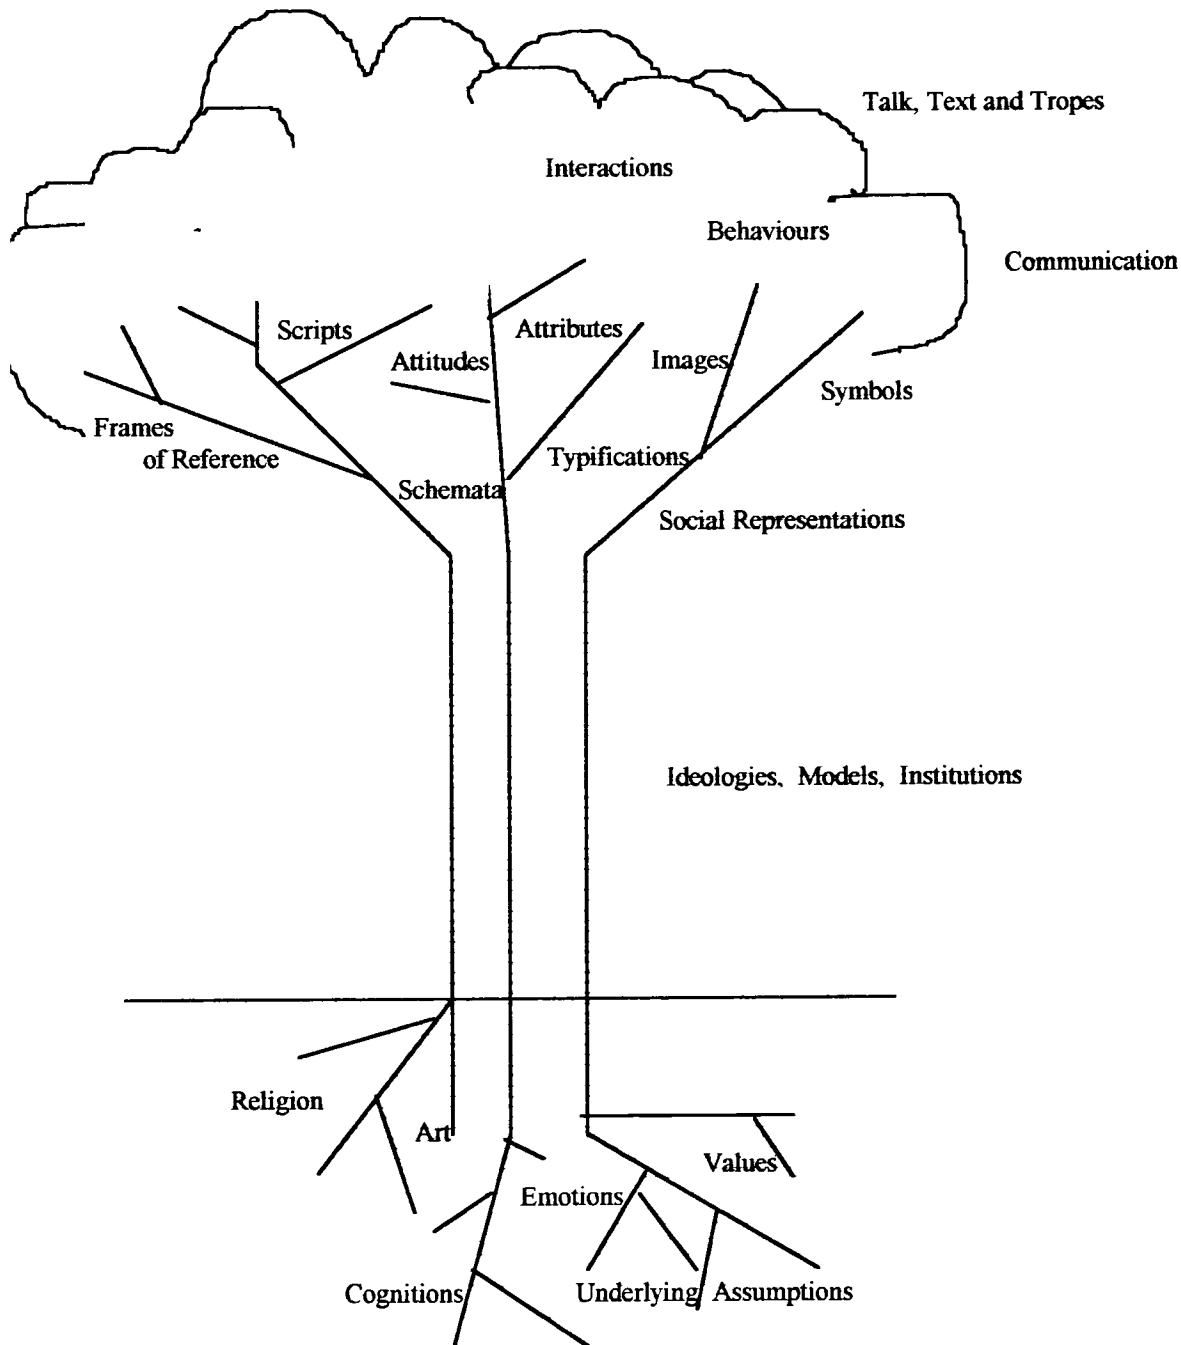 Talk, Text and Tropes
Interactions
Behaviours
Communication
Scripts
Attributes
Attitudes
Images
Symbols
Frames
of Reference
Typifications
Schemata
Social Representations
Ideologies, Models, Institutions
Religion
Art
Values
Emotions
Cognitions
Underlying Assumptions